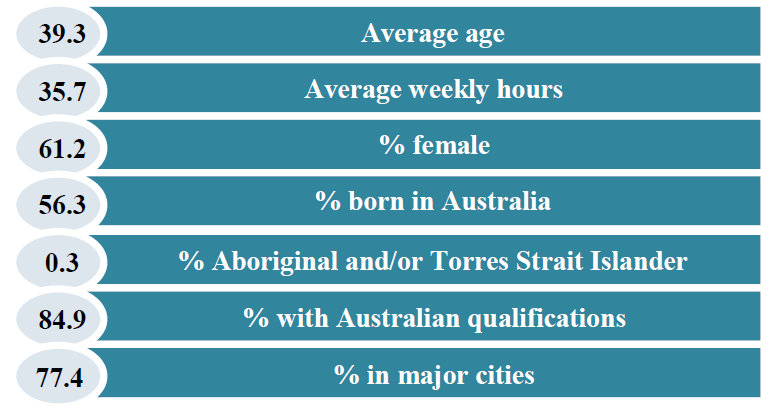 39.3 Average age
35.7 Average weekly hours
61.2 % female
56.3 % born in Australia
0.3 % Aboriginal and/or Torres Strait Islander
84.9 % with Australian qualifications
77.4 % in major cities